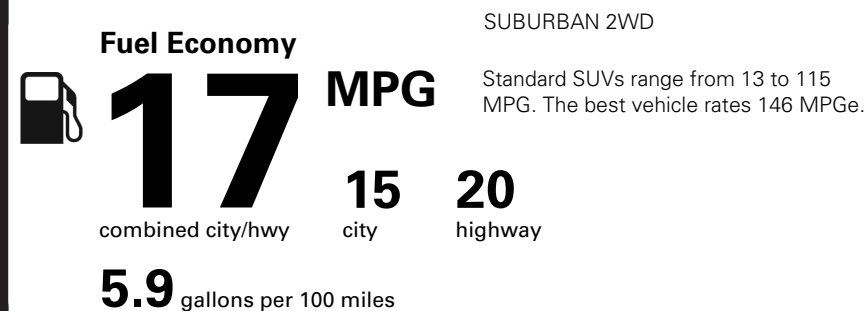 SUBURBAN 2WD
Fuel Economy
17 MPG
Standard SUVs range from 13 to 115
MPG. The best vehicle rates 146 MPGe.
15 20
combined city/hwy city highway
5.9 gallons per 100 miles